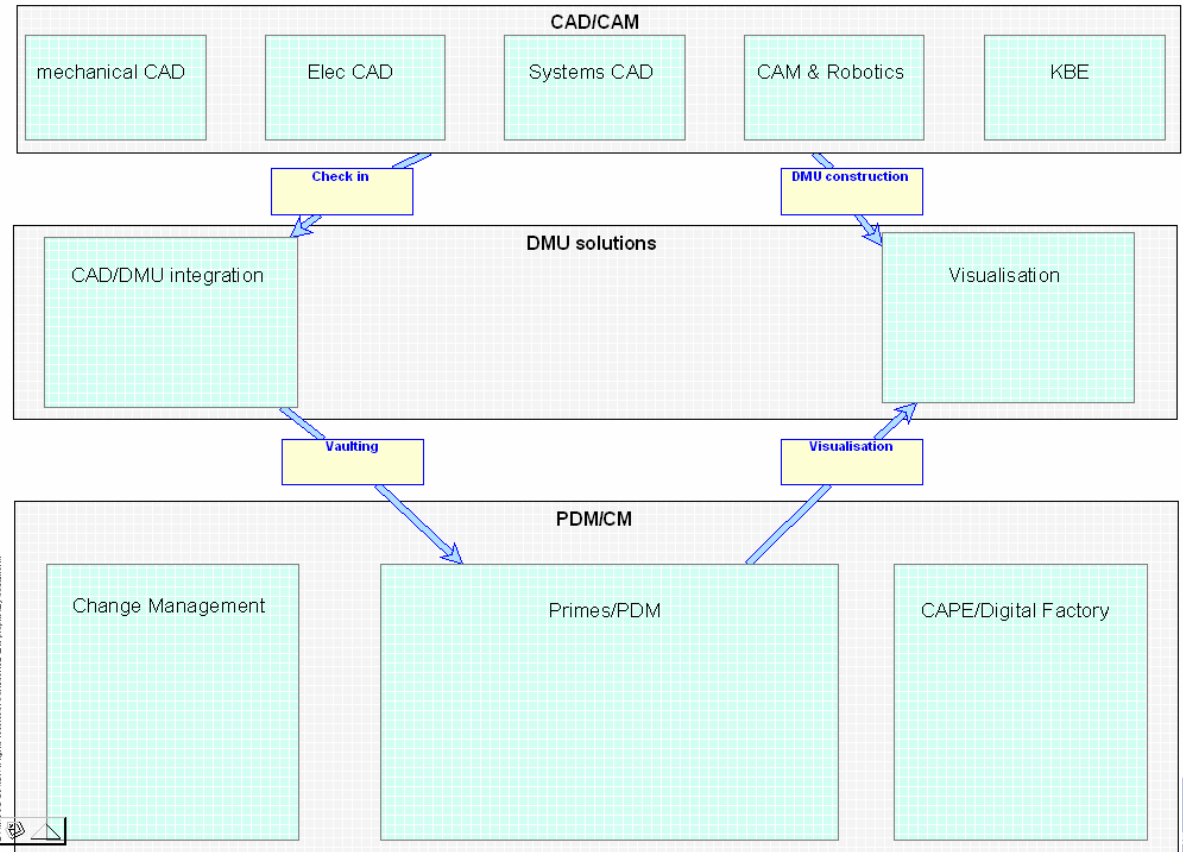 CAD/CAM
mechanical CAD
Elec CAD
Systems CAD
CAM & Robotics
KBE
Check in
DMU construction
DMU solutions
CAD/DMU integration
Visualisation
Vaulting
Visualisation
PDM/CM
Change Management
Primes/PDM
CAPE/Digital Factory